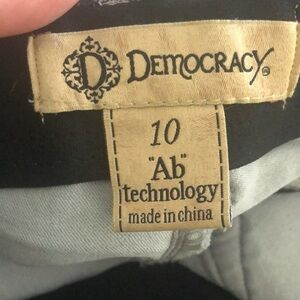 D DEMOCRACY®
10
"Ab"
technology
made in china